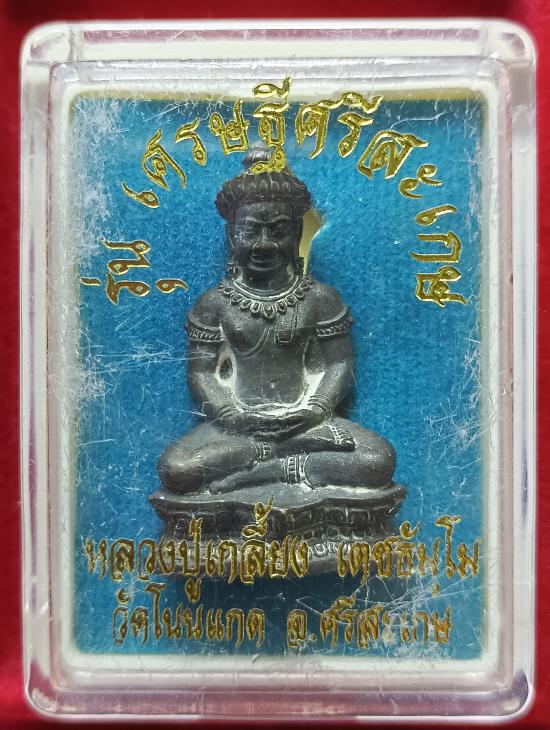 รุ่น เศรษฐีศรีสะเกษ
หลวงปู่เกลี้ยง เตชธัมฺโม
วัดโนนแกด จ.ศรีสะเกษ